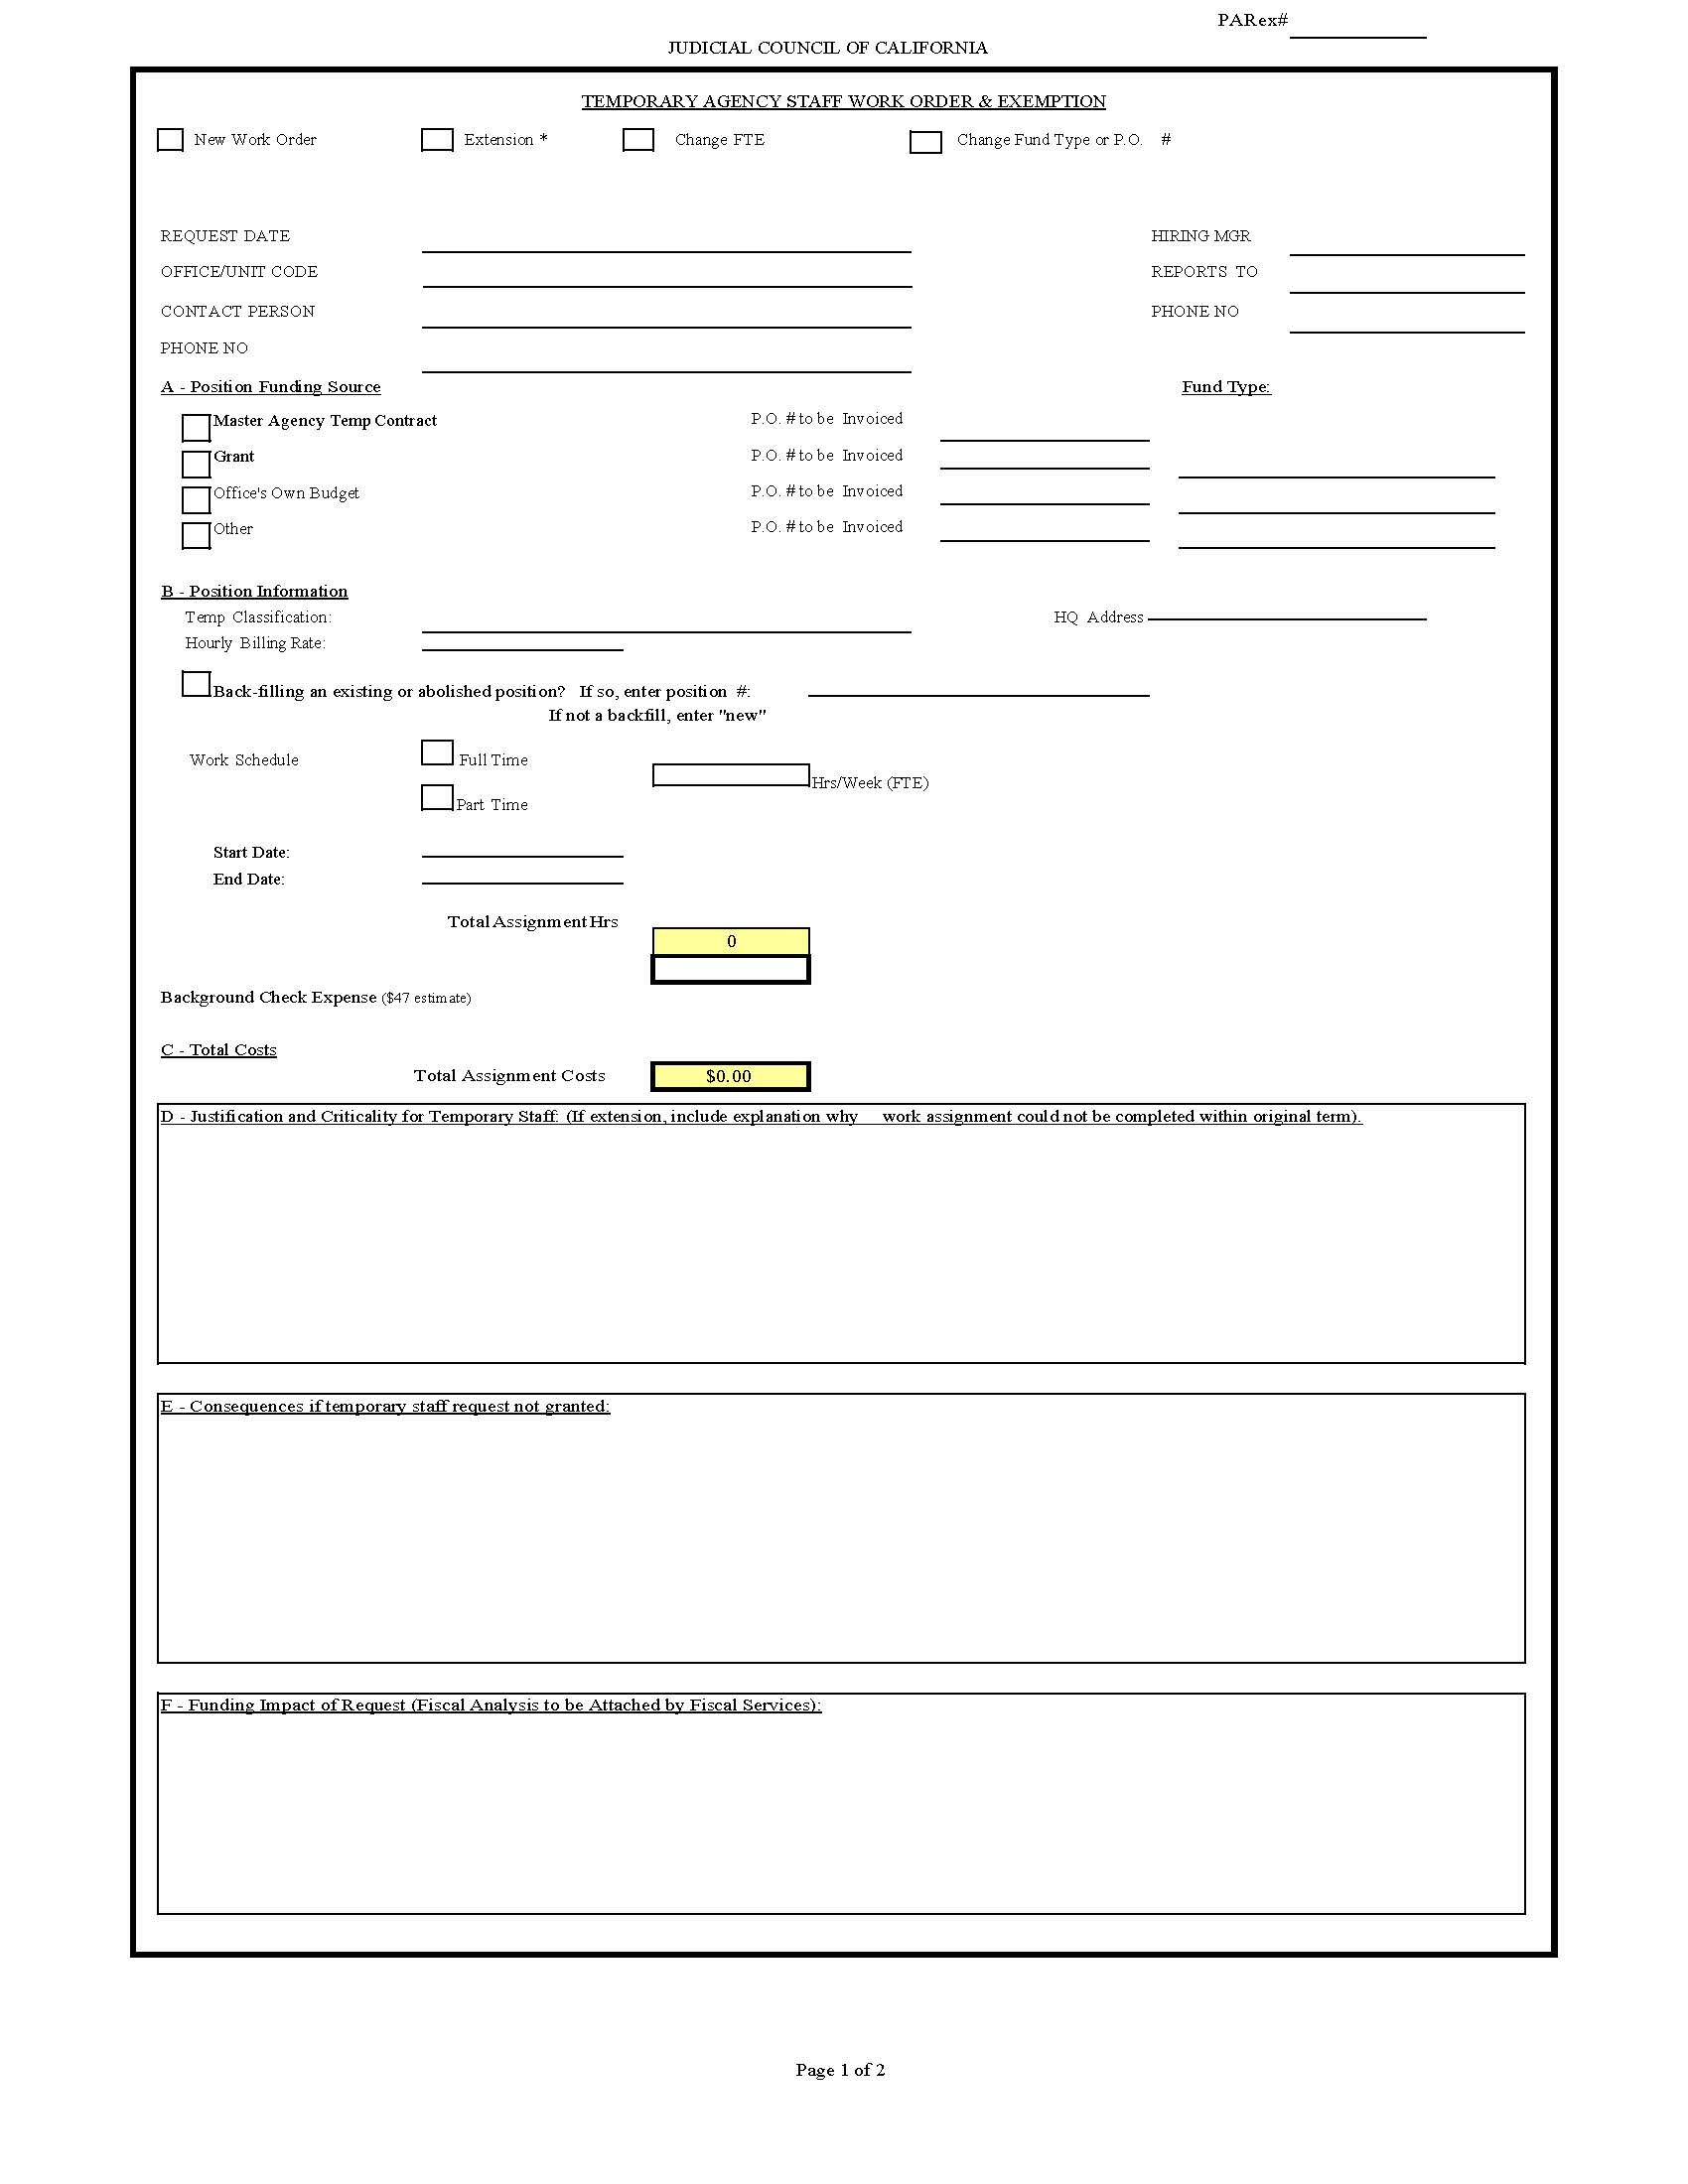 PARex#
JUDICIAL COUNCIL OF CALIFORNIA
TEMPORARY AGENCY STAFF WORK ORDER & EXEMPTION
New Work Order Extension * Change FTE Change Fund Type or P.O. #
REQUEST DATE HIRING MGR
OFFICE/UNIT CODE REPORTS TO
CONTACT PERSON PHONE NO
PHONE NO
A - Position Funding Source Fund Type:
Master Agency Temp Contract P.O. # to be Invoiced
Grant P.O. # to be Invoiced
Office's Own Budget P.O. # to be Invoiced
Other P.O. # to be Invoiced
B - Position Information
Temp Classification: HQ Address
Hourly Billing Rate:
Back-filling an existing or abolished position? If so, enter position #:
If not a backfill, enter "new"
Work Schedule Full Time
Hrs/Week (FTE)
Part Time
Start Date:
End Date:
Total Assignment Hrs
0
Background Check Expense ($47 estimate)
C - Total Costs
Total Assignment Costs $0.00
D - Justification and Criticality for Temporary Staff: (If extension, include explanation why work assignment could not be completed within original term).
E - Consequences if temporary staff request not granted:
F - Funding Impact of Request (Fiscal Analysis to be Attached by Fiscal Services):
Page 1 of 2